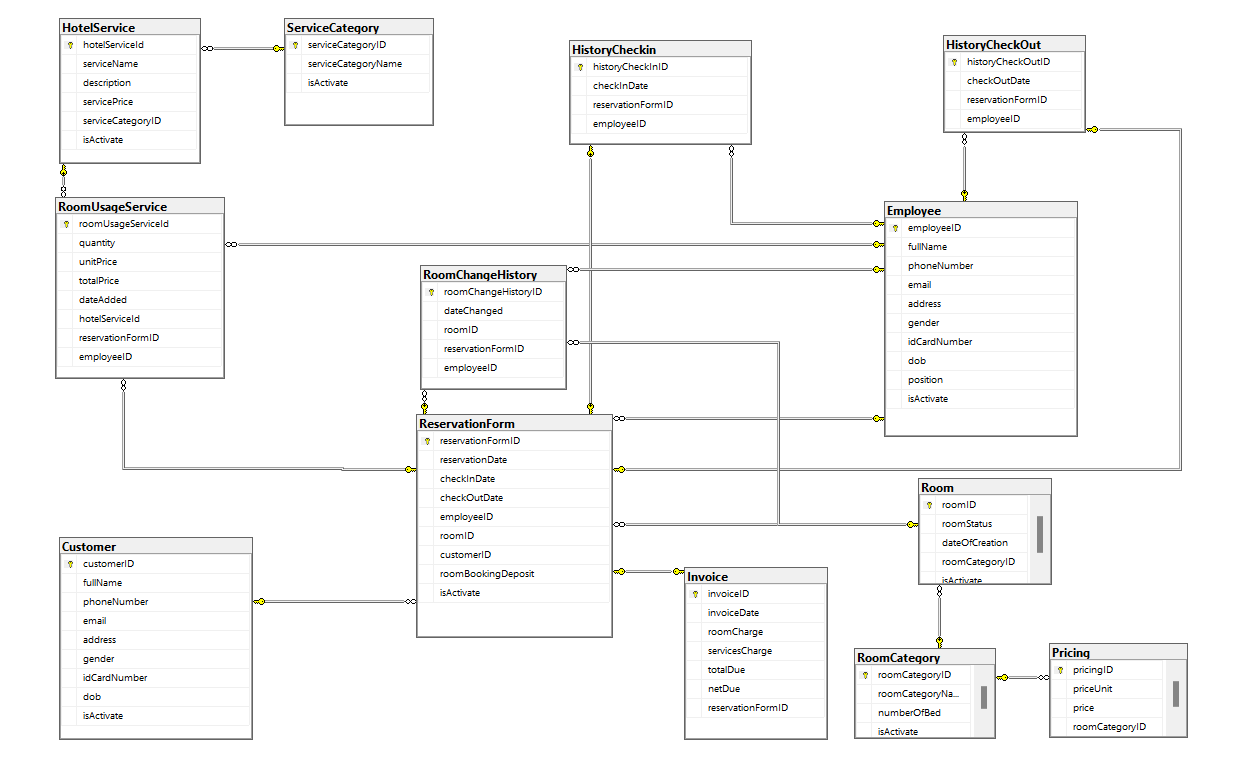 HotelService
hotelServiceId
serviceName
description
servicePrice
serviceCategoryID
isActivate
ServiceCategory
serviceCategoryID
serviceCategoryName
isActivate
HistoryCheckin
historyCheckInID
checkInDate
reservationFormID
employeeID
HistoryCheckOut
historyCheckOutID
checkOutDate
reservationFormID
employeeID
RoomUsageService
roomUsageServiceId
quantity
unitPrice
totalPrice
dateAdded
hotelServiceId
reservationFormID
employeeID
RoomChangeHistory
roomChangeHistoryID
dateChanged
roomID
reservationFormID
employeeID
Employee
employeeID
fullName
phoneNumber
email
address
gender
idCardNumber
dob
position
isActivate
ReservationForm
reservationFormID
reservationDate
checkInDate
checkOutDate
employeeID
roomID
customerID
roomBookingDeposit
isActivate
Room
roomID
roomStatus
dateOfCreation
roomCategoryID
isActivate
Customer
customerID
fullName
phoneNumber
email
address
gender
idCardNumber
dob
isActivate
Invoice
invoiceID
invoiceDate
roomCharge
servicesCharge
totalDue
netDue
reservationFormID
RoomCategory
roomCategoryID
roomCategoryNa...
numberOfBed
isActivate
Pricing
pricingID
priceUnit
price
roomCategoryID